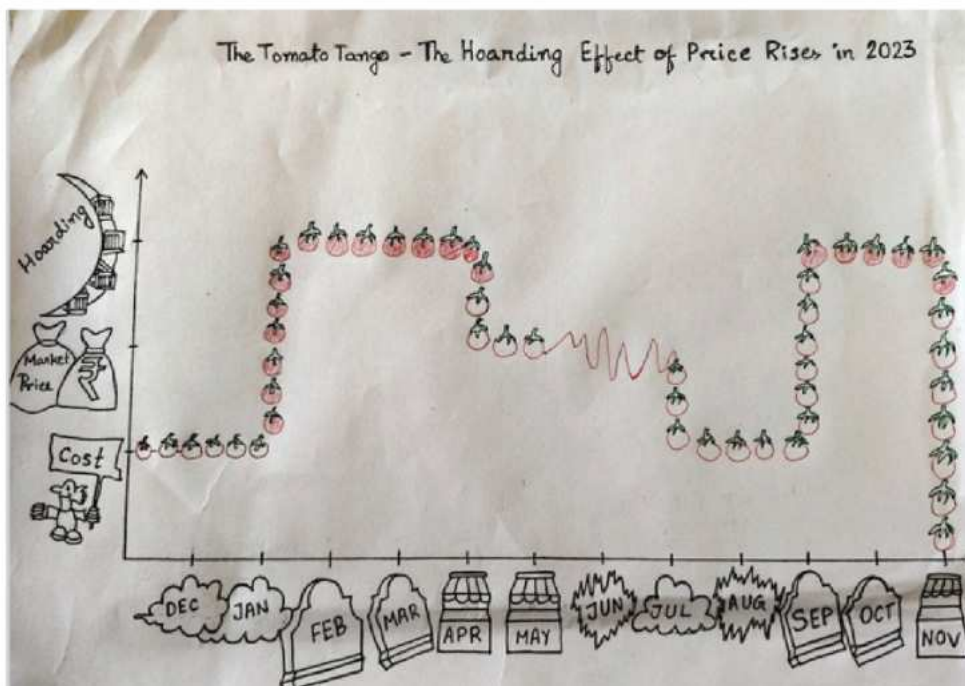 The Tomato Tango - The Hoarding Effect of Price Rises in 2023
Hoarding
Market
Price
₹
Cost
DEC
JAN
FEB
MAR
APR
MAY
JUN
JUL
AUG
SEP
OCT
NOV